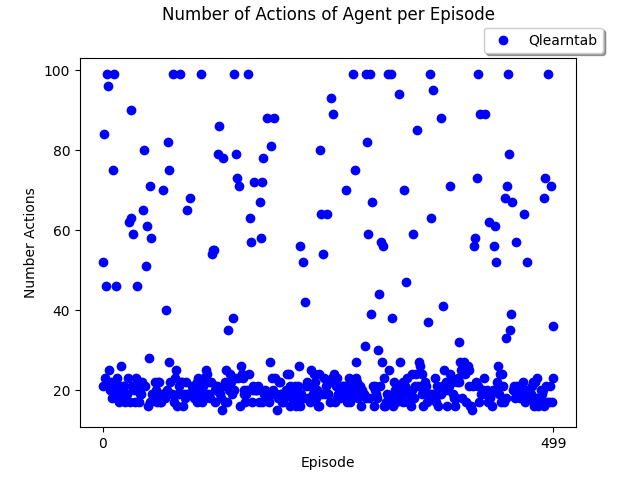 Number of Actions of Agent per Episode
Qlearntab
100
80
60
40
20
Number Actions
0
499
Episode